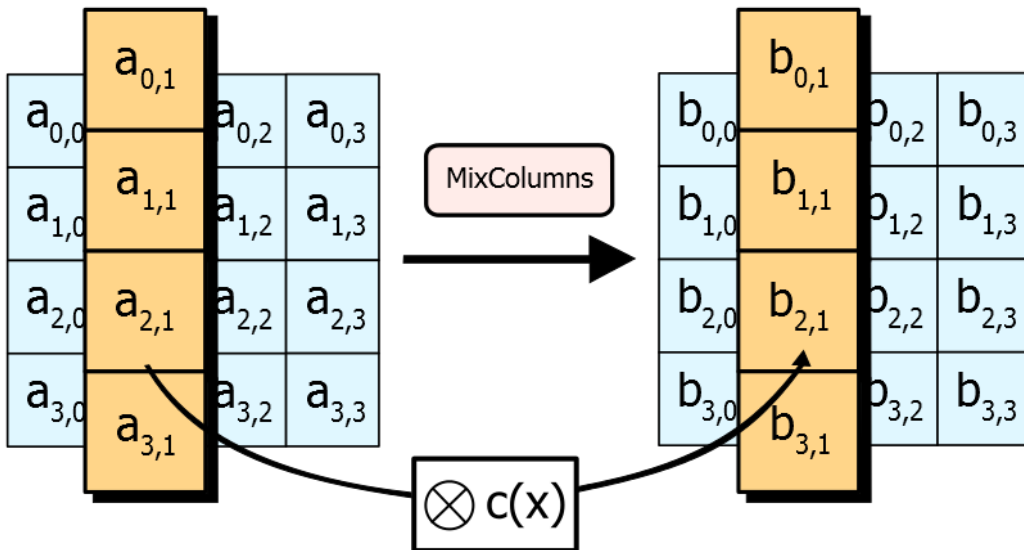 a0,1
b0,1
a0,0 a0,2 a0,3
b0,0 b0,2 b0,3
MixColumns
a1,1
b1,1
a1,0 a1,2 a1,3
b1,0 b1,2 b1,3
a2,1
b2,1
a2,0 a2,2 a2,3
b2,0 b2,2 b2,3
a3,0 a3,2 a3,3
b3,0 b3,2 b3,3
a3,1
b3,1
⊗ c(x)